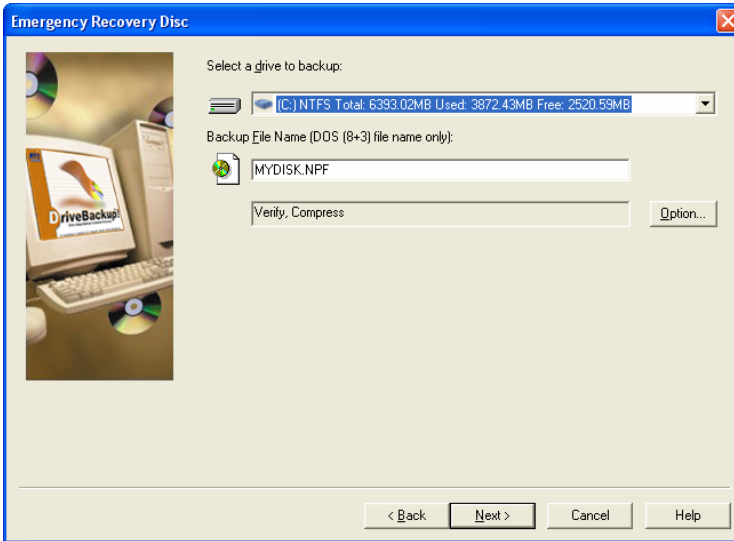 Emergency Recovery Disc
Select a drive to backup:
(C:) NTFS Total: 6393.02MB Used: 3872.43MB Free: 2520.59MB
Backup File Name (DOS (8+3) file name only):
MYDISK.NPF
DriveBackup!
Verify, Compress
Option...
< Back
Next >
Cancel
Help